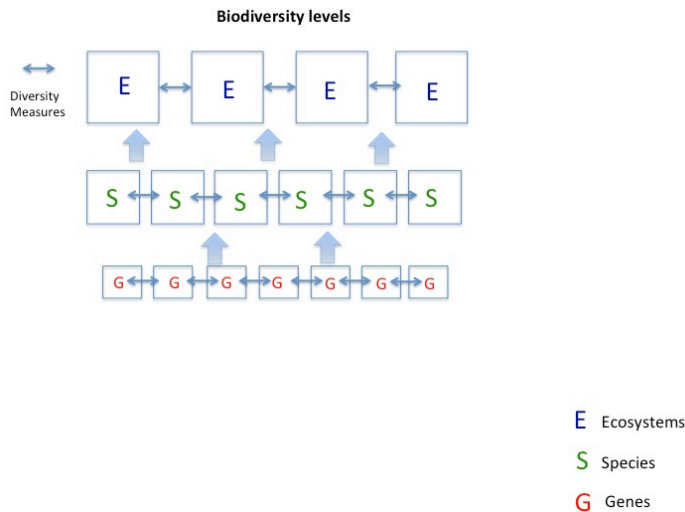 Biodiversity levels
Diversity
Measures
E E E E
S S S S S S
G G G G G G G
E Ecosystems
S Species
G Genes